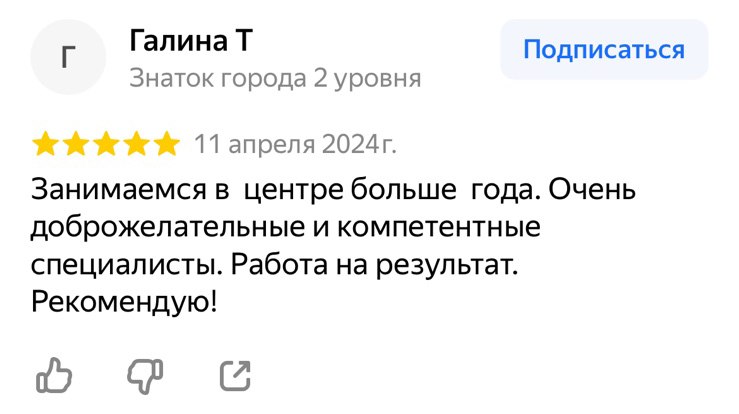 Г
Галина Т
Знаток города 2 уровня
Подписаться
11 апреля 2024 г.
Занимаемся в центре больше года. Очень
доброжелательные и компетентные
специалисты. Работа на результат.
Рекомендую!